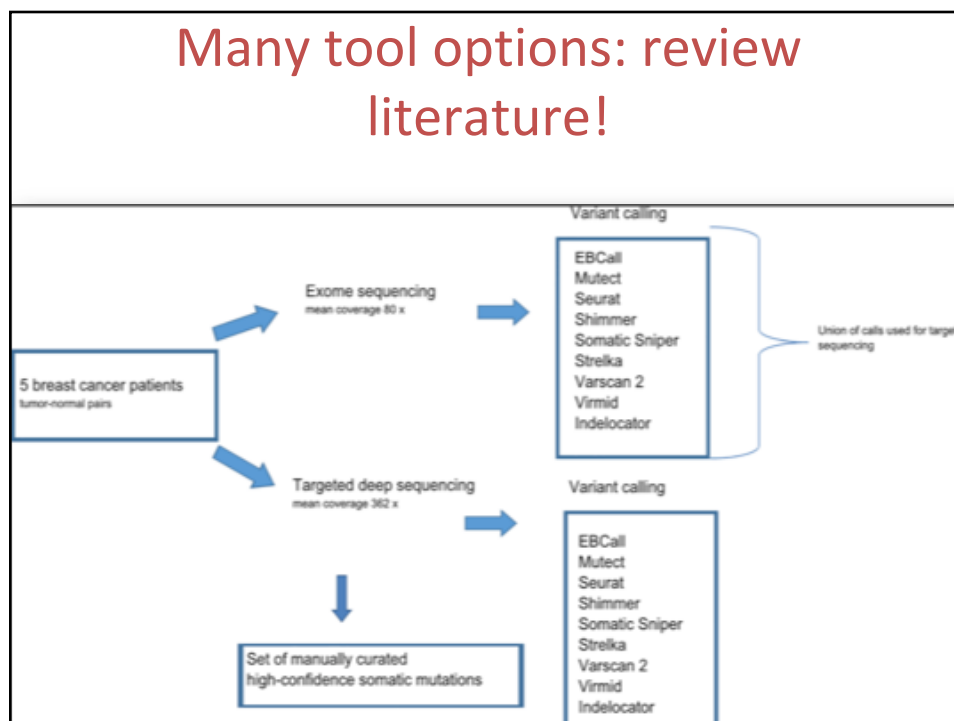 Many tool options: review
literature!
Variant calling
EBCall
Mutect
Seurat
Shimmer
Somatic Sniper
Strelka
Varscan 2
Virmid
Indelocator
Exome sequencing
mean coverage 80 x
Union of calls used for targe
sequencing
5 breast cancer patients
tumor-normal pairs
Targeted deep sequencing
mean coverage 362 x
Variant calling
EBCall
Mutect
Seurat
Shimmer
Somatic Sniper
Strelka
Varscan 2
Virmid
Indelocator
Set of manually curated
high-confidence somatic mutations